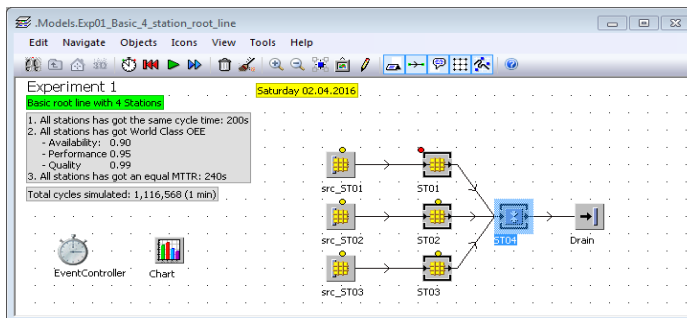 .Models.Exp01_Basic_4_station_root_line
Edit Navigate Objects Icons View Tools Help
Experiment 1
Saturday 02.04.2016
Basic root line with 4 Stations
1. All stations has got the same cycle time: 200s
2. All stations has got World Class OEE
- Availability: 0.90
- Performance 0.95
- Quality 0.99
3. All stations has got an equal MTTR: 240s
Total cycles simulated: 1,116,568 (1 min)
src_ST01 ST01
src_ST02 ST02 ST04 Drain
EventController Chart
src_ST03 ST03